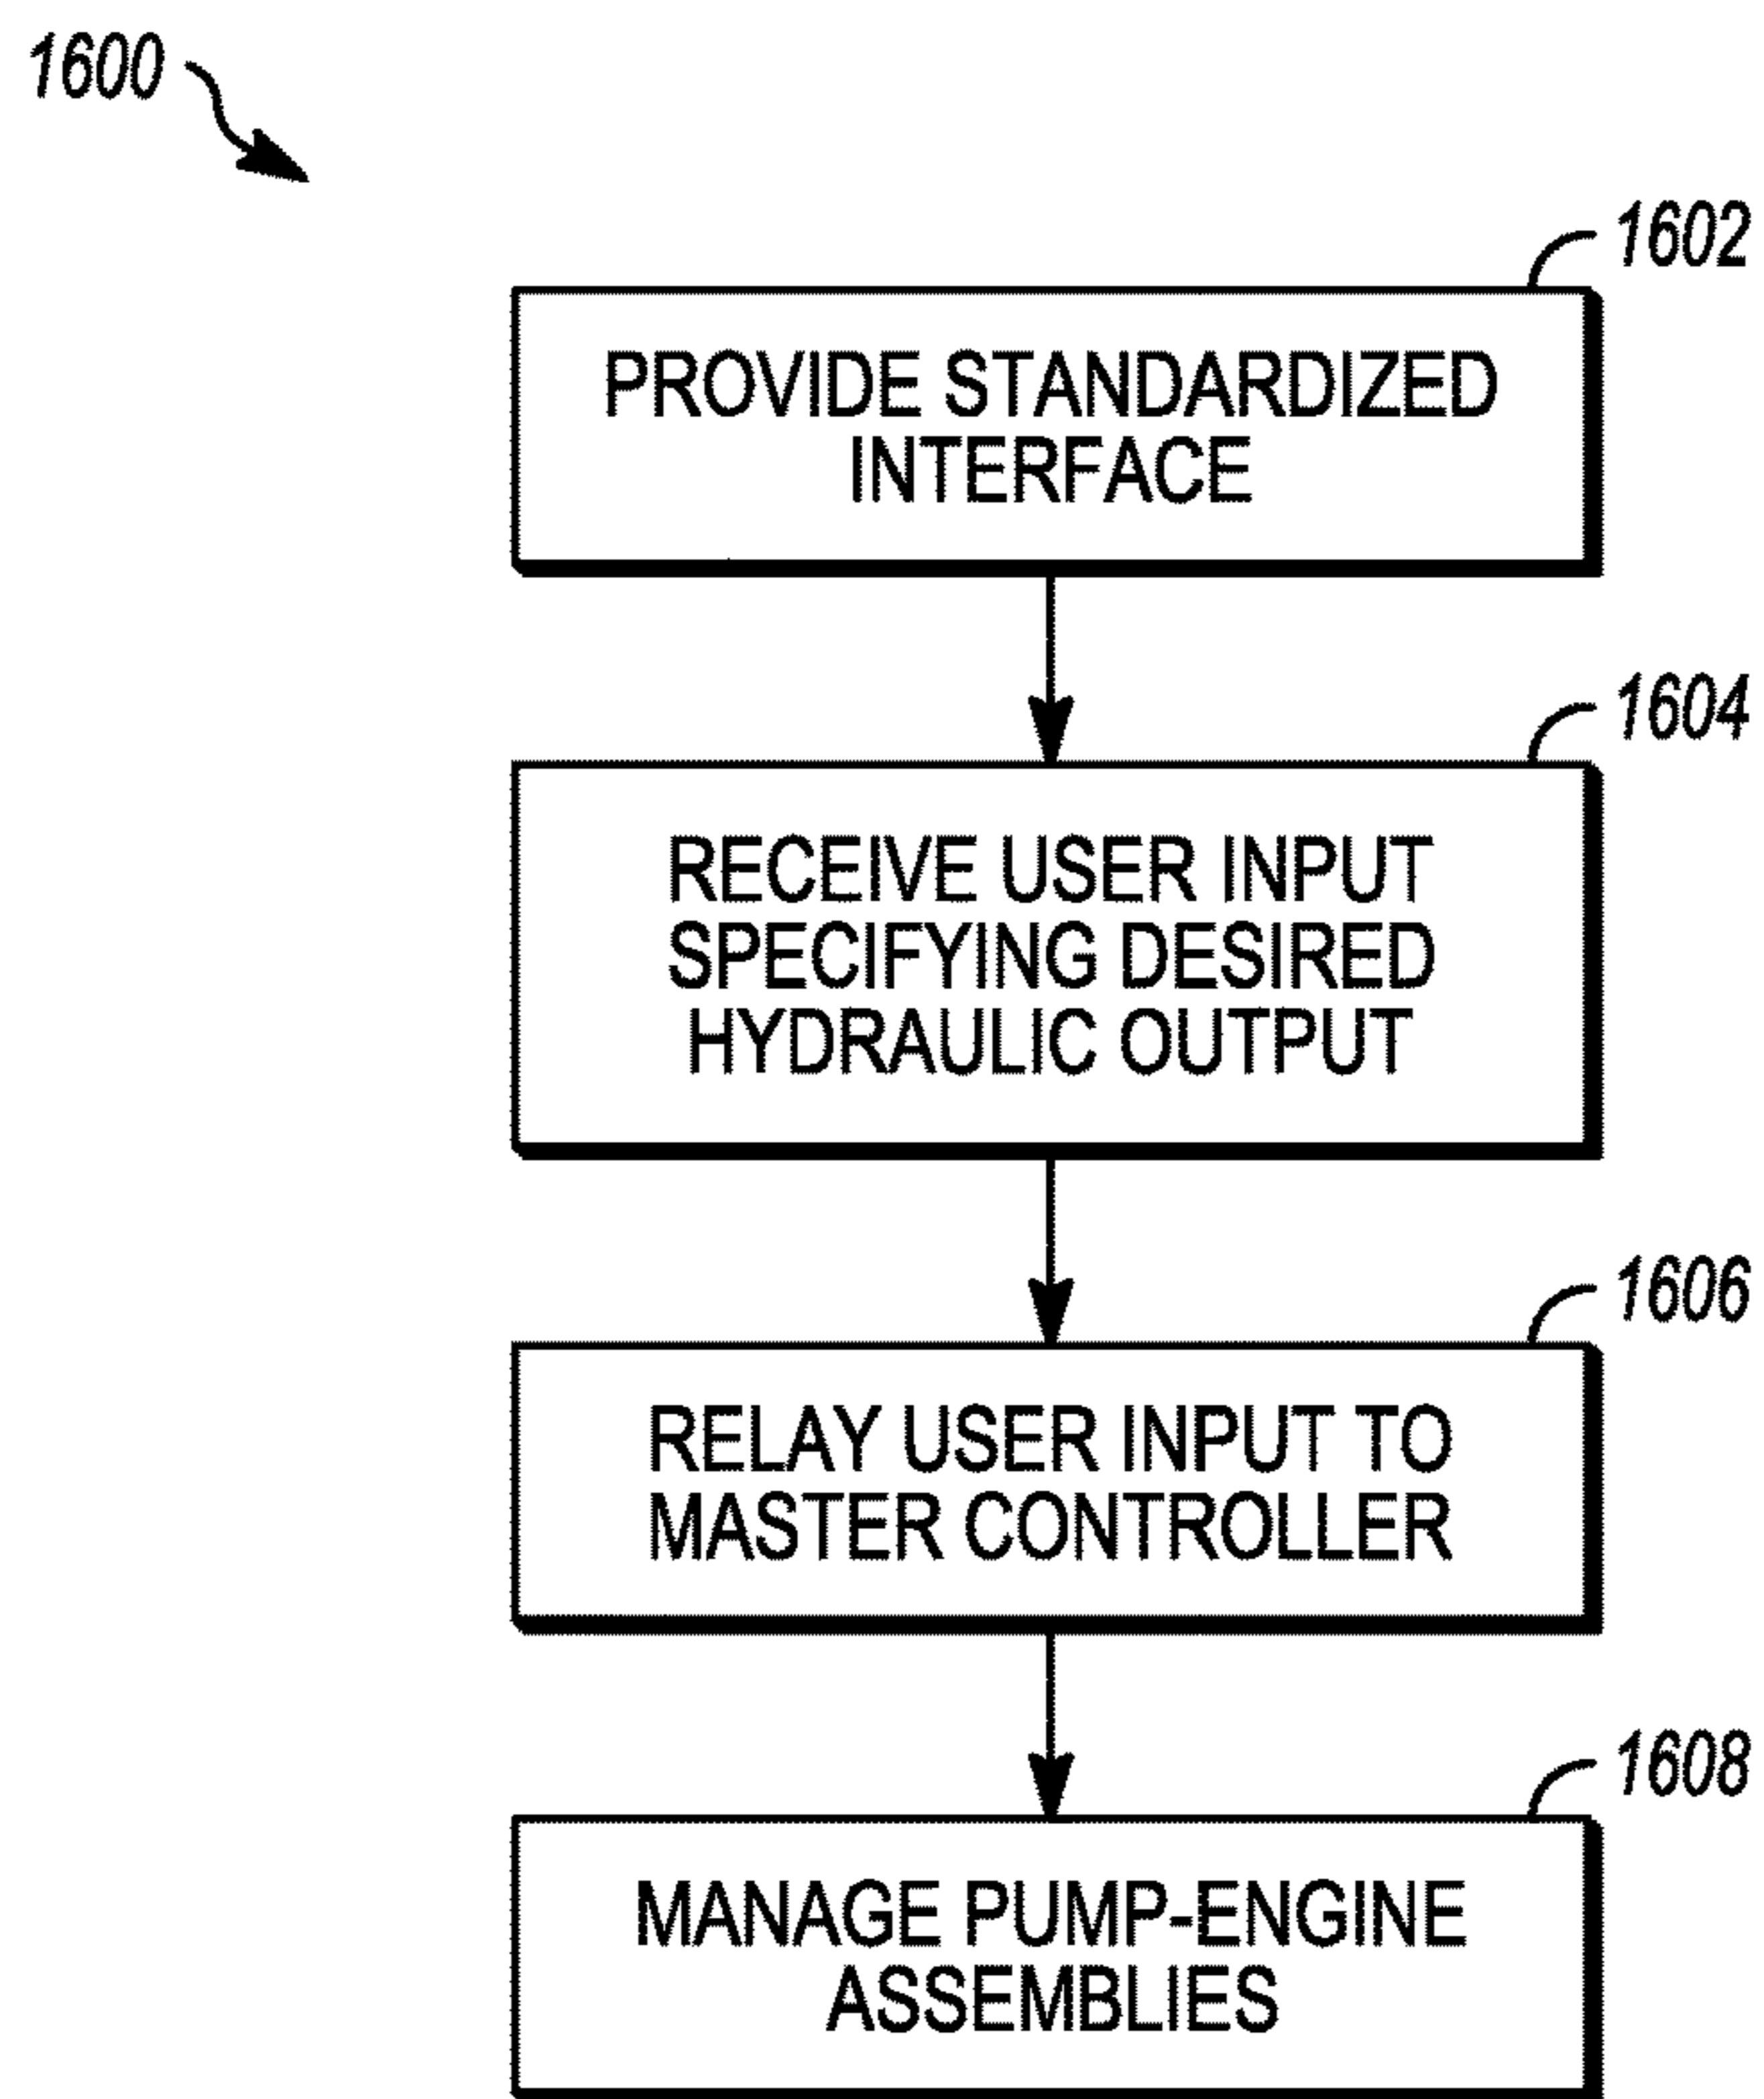 1600
1602
PROVIDE STANDARDIZED
INTERFACE
1604
RECEIVE USER INPUT
SPECIFYING DESIRED
HYDRAULIC OUTPUT
1606
RELAY USER INPUT TO
MASTER CONTROLLER
1608
MANAGE PUMP-ENGINE
ASSEMBLIES